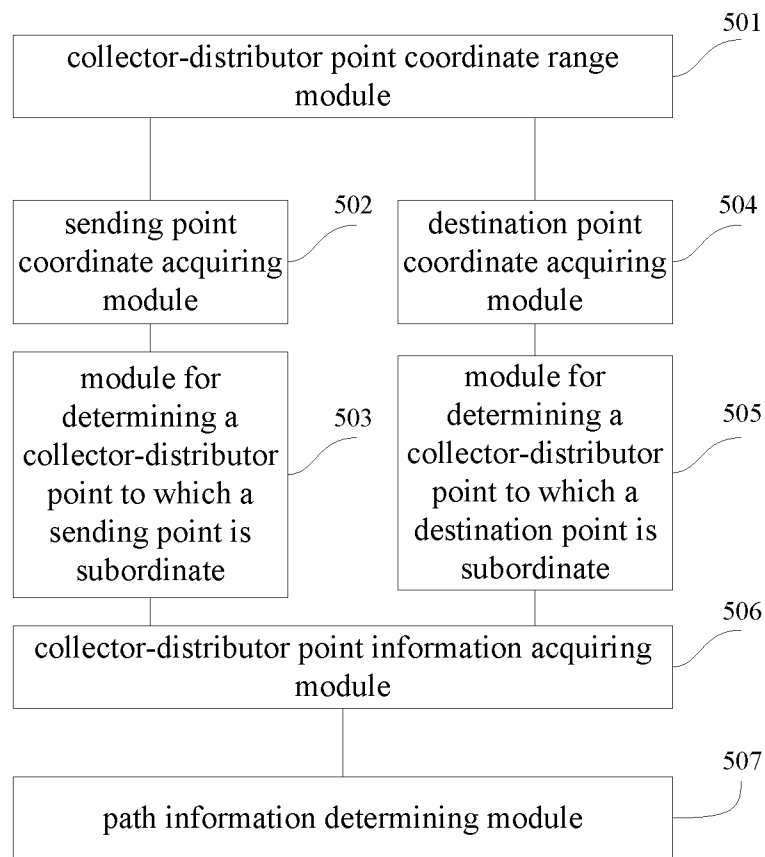 501
collector-distributor point coordinate range
module
502
sending point
coordinate acquiring
module
504
destination point
coordinate acquiring
module
503
module for
determining a
collector-distributor
point to which a
sending point is
subordinate
505
module for
determining a
collector-distributor
point to which a
destination point is
subordinate
506
collector-distributor point information acquiring
module
507
path information determining module